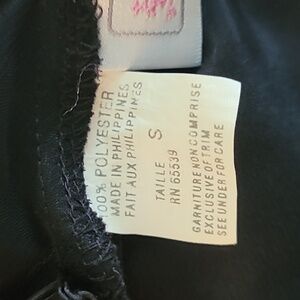 100% POLYESTER
MADE IN PHILIPPINES
FAIT AUX PHILIPPINES
S
TAILLE
RN 65539
GARNITURE NON COMPRISE
EXCLUSIVE OF TRIM
SEE UNDER FOR CARE